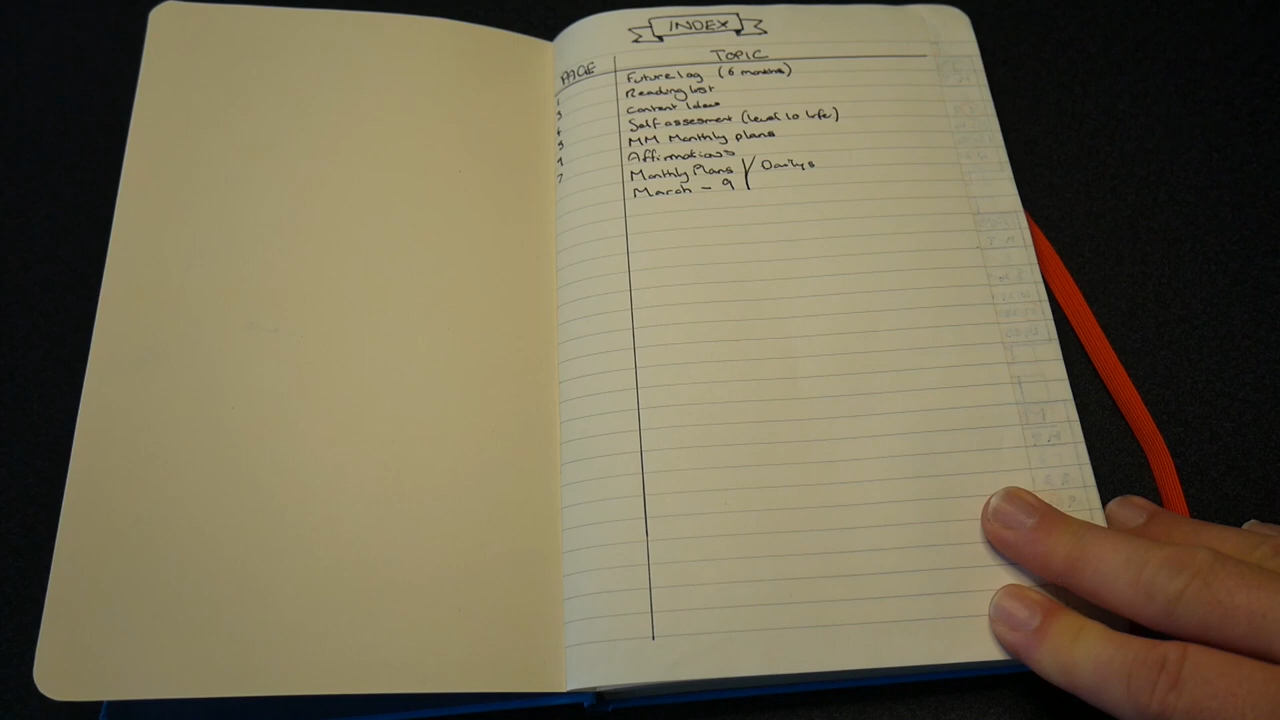 INDEX
PAGE TOPIC
Future log (6 months)
Reading list
Content Ideas
Self assesment (level 10 life)
MM Monthly plans
Affirmations
Monthly Plans / Dailys
March - 9